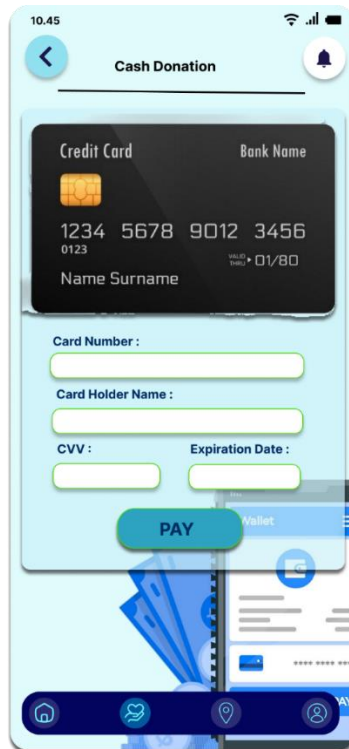 10.45
Cash Donation
Credit Card Bank Name
1234 5678 9012 3456
0123
VALID THRU 01/80
Name Surname
Card Number :
Card Holder Name :
CVV : Expiration Date :
PAY
Wallet
**** **** ***
PAY